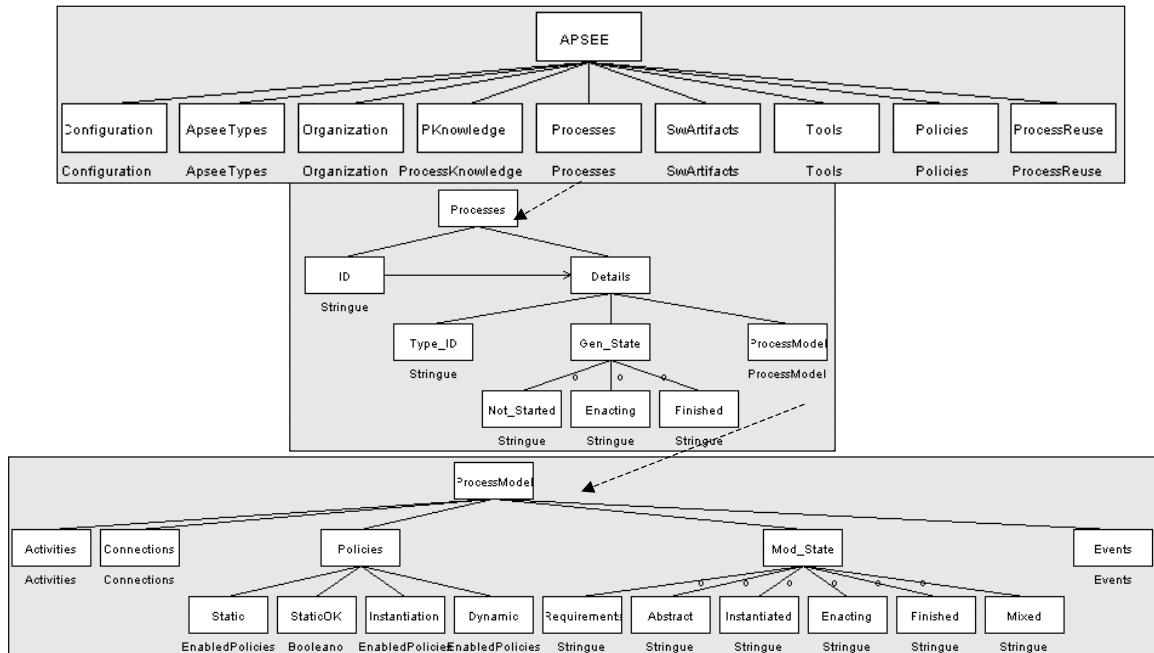 APSEE
Configuration ApseeTypes Organization PKnowledge Processes SwArtifacts Tools Policies ProcessReuse
Configuration ApseeTypes Organization ProcessKnowledge Processes SwArtifacts Tools Policies ProcessReuse
Processes
ID Details
Stringue
Type_ID Gen_State ProcessModel
Stringue ProcessModel
o o o
Not_Started Enacting Finished
Stringue Stringue Stringue
ProcessModel
Activities Connections Policies Mod_State Events
Activities Connections Events
o o o o o
Static StaticOK Instantiation Dynamic Requirements Abstract Instantiated Enacting Finished Mixed
EnabledPolicies Booleano EnabledPolicies EnabledPolicies Stringue Stringue Stringue Stringue Stringue Stringue